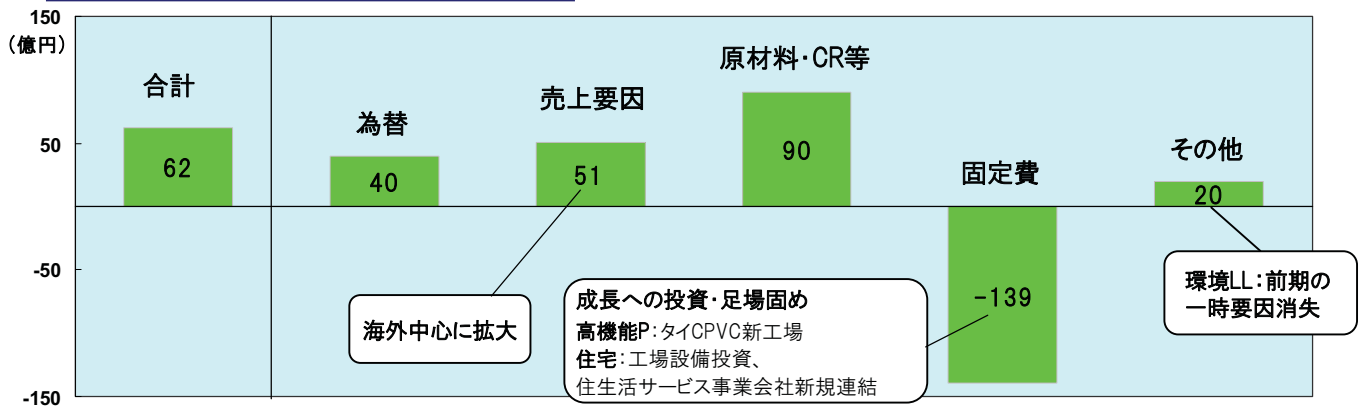 150
(億円)
50
-50
-150
合計
62
為替
40
売上要因
51
原材料・CR等
90
固定費
-139
その他
20
海外中心に拡大
成長への投資・足場固め
高機能P:タイCPVC新工場
住宅:工場設備投資、
住生活サービス事業会社新規連結
環境LL:前期の
一時要因消失